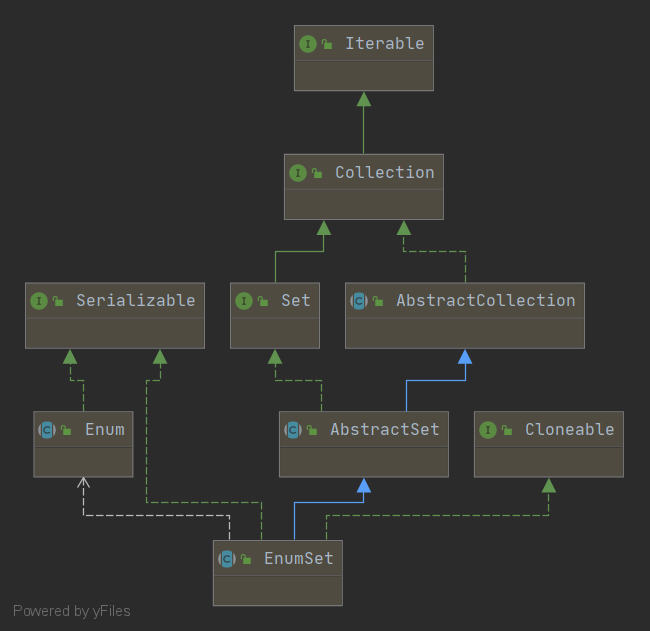 I Iterable
I Collection
I Serializable
I Set
C AbstractCollection
C Enum
C AbstractSet
I Cloneable
C EnumSet
Powered by yFiles